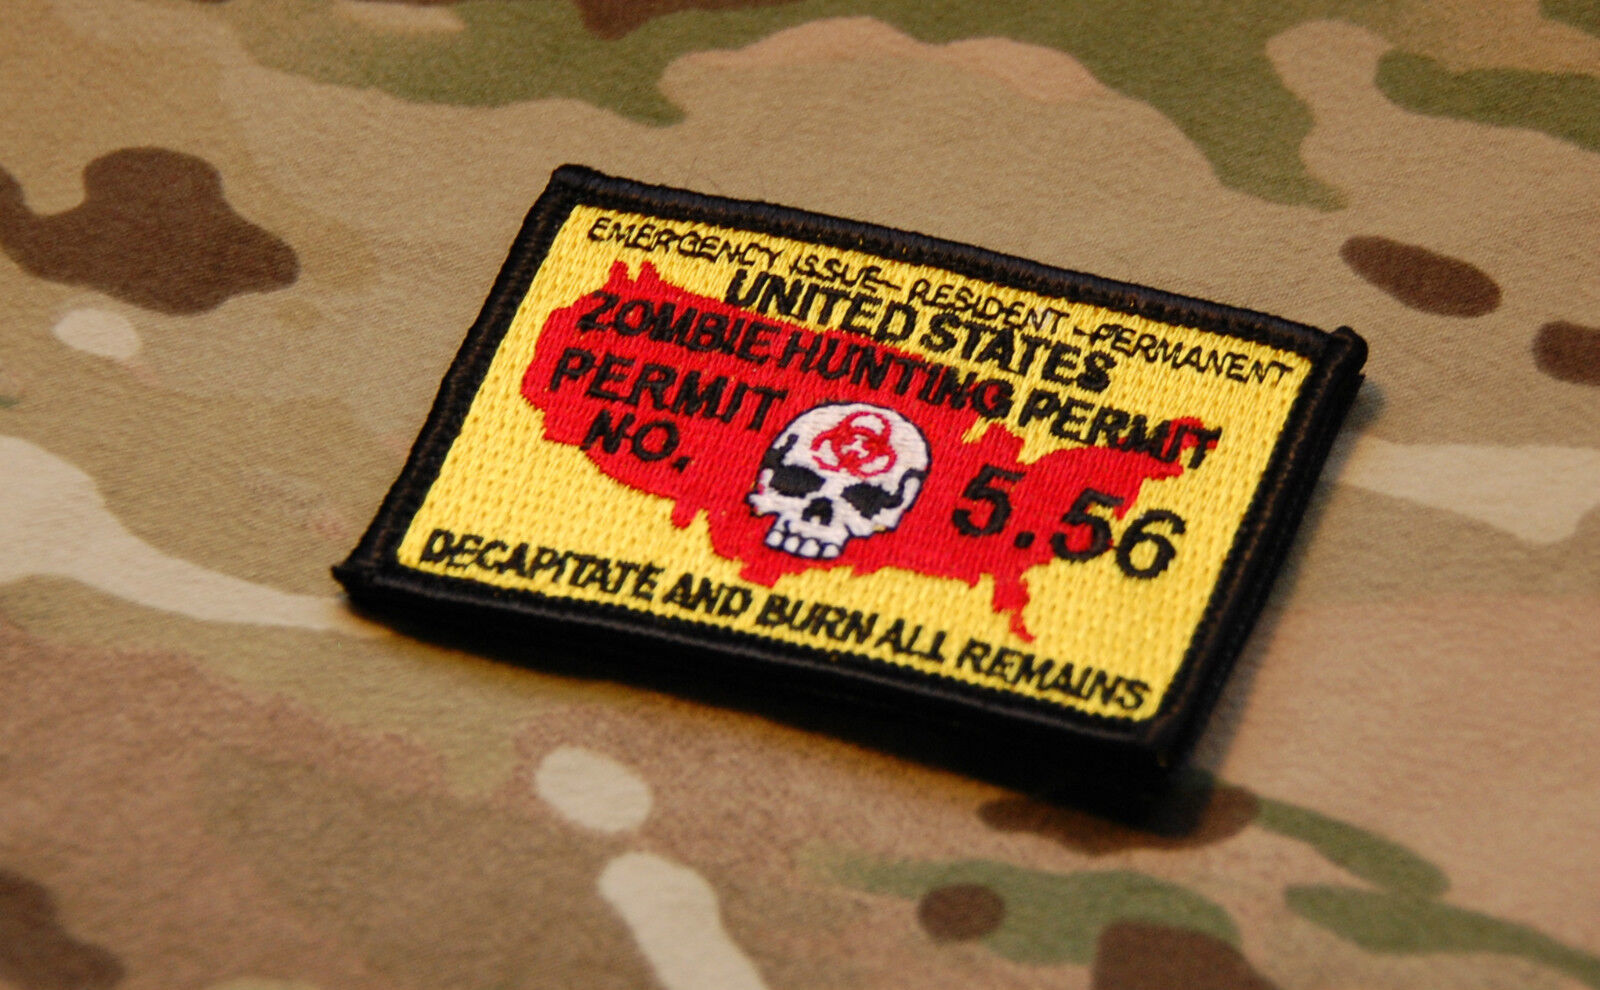 EMERGENCY ISSUE- RESIDENT -PERMANENT
UNITED STATES
ZOMBIE HUNTING PERMIT
PERMIT
NO.
5.56
DECAPITATE AND BURN ALL REMAINS